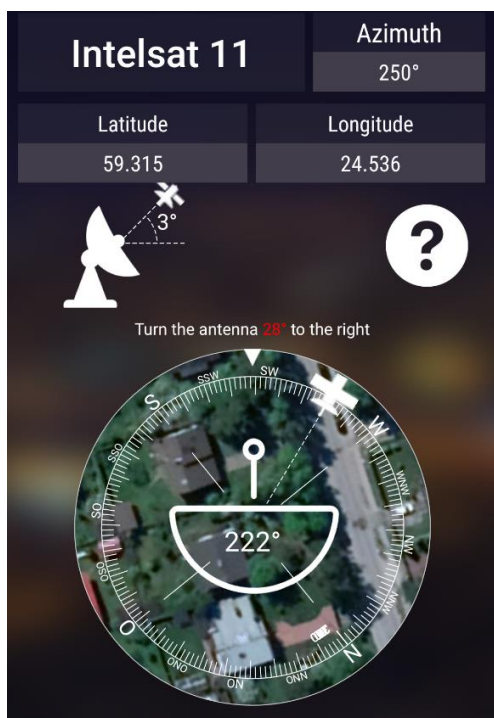 Intelsat 11
Azimuth
250°
Latitude
59.315
Longitude
24.536
3°
?
Turn the antenna 28° to the right
SW
SSW
S
SSO
SO
OSO
O
ONO
ON
NNO
N
NNW
NW
WNW
W
222°